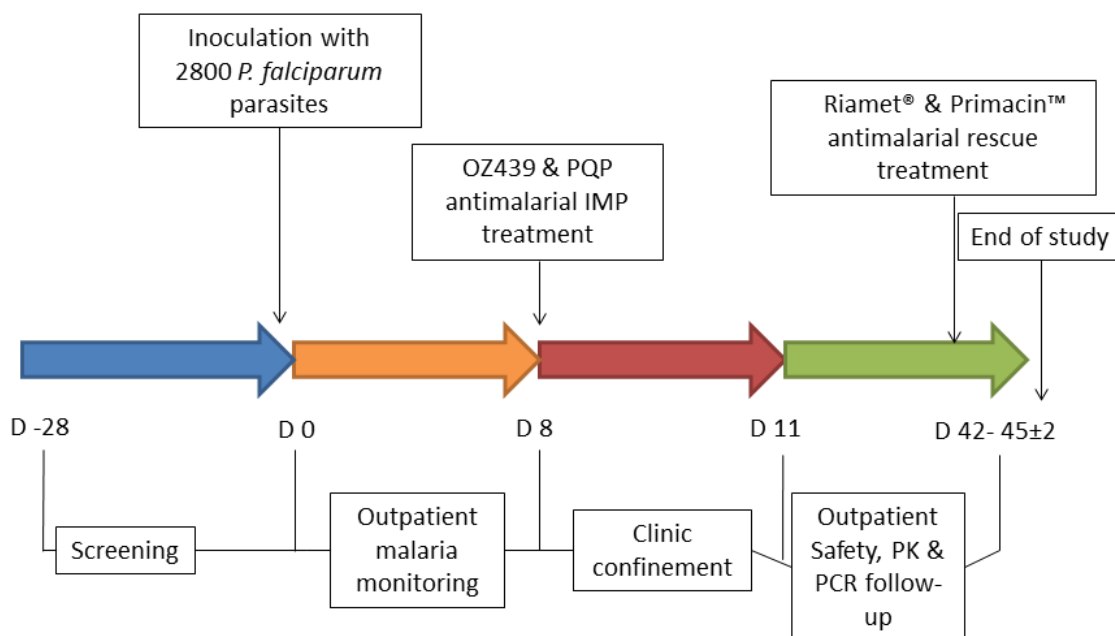 Inoculation with
2800 P. falciparum
parasites
OZ439 & PQP
antimalarial IMP
treatment
Riamet® & Primacin™
antimalarial rescue
treatment
End of study
D -28
D 0
D 8
D 11
D 42- 45±2
Screening
Outpatient
malaria
monitoring
Clinic
confinement
Outpatient
Safety, PK &
PCR follow-
up